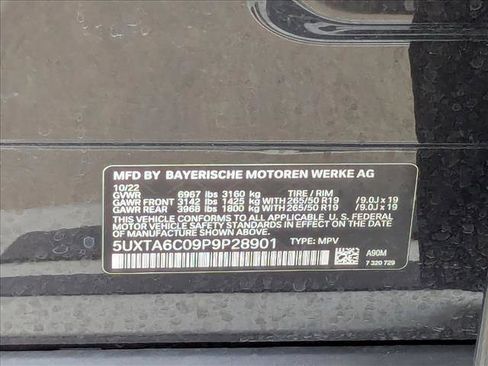 MFD BY BAYERISCHE MOTOREN WERKE AG
10/22
GVWR 6967 lbs 3160 kg TIRE / RIM
GAWR FRONT 3142 lbs 1425 kg WITH 265/50 R19 /9.0J x 19
GAWR REAR 3968 lbs 1800 kg WITH 265/50 R19 /9.0J x 19
THIS VEHICLE CONFORMS TO ALL APPLICABLE U. S. FEDERAL
MOTOR VEHICLE SAFETY STANDARDS IN EFFECT ON THE DATE
OF MANUFACTURE SHOWN ABOVE.
5UXTA6C09P9P28901 TYPE: MPV
A90M
7 320 729